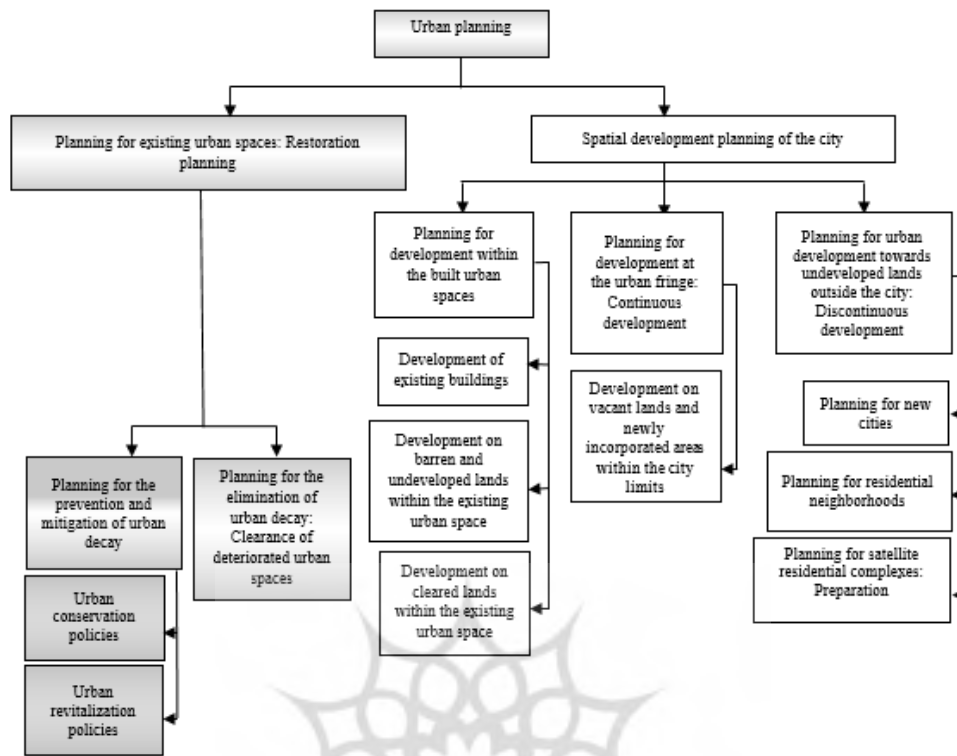 Urban planning
Planning for existing urban spaces: Restoration
planning
Spatial development planning of the city
Planning for
development within
the built urban
spaces
Planning for
development at
the urban fringe:
Continuous
development
Planning for urban
development towards
undeveloped lands
outside the city:
Discontinuous
development
Development of
existing buildings
Development on
vacant lands and
newly
incorporated areas
within the city
limits
Planning for new
cities
Development on
barren and
undeveloped lands
within the existing
urban space
Planning for residential
neighborhoods
Planning for the
prevention and
mitigation of urban
decay
Planning for the
elimination of
urban decay:
Clearance of
deteriorated urban
spaces
Planning for satellite
residential complexes:
Preparation
Development on
cleared lands
within the existing
urban space
Urban
conservation
policies
Urban
revitalization
policies